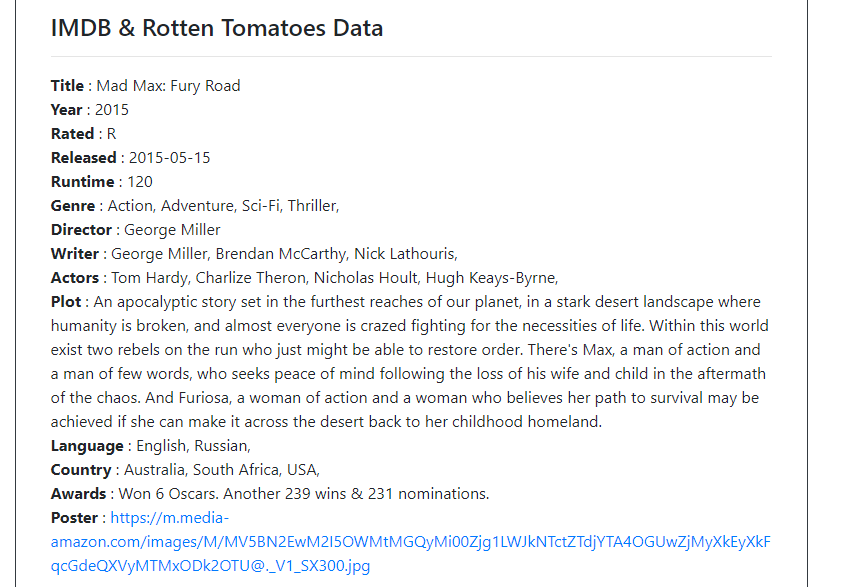 IMDB & Rotten Tomatoes Data
Title : Mad Max: Fury Road
Year : 2015
Rated : R
Released : 2015-05-15
Runtime : 120
Genre : Action, Adventure, Sci-Fi, Thriller,
Director : George Miller
Writer : George Miller, Brendan McCarthy, Nick Lathouris,
Actors : Tom Hardy, Charlize Theron, Nicholas Hoult, Hugh Keays-Byrne,
Plot : An apocalyptic story set in the furthest reaches of our planet, in a stark desert landscape where
humanity is broken, and almost everyone is crazed fighting for the necessities of life. Within this world
exist two rebels on the run who just might be able to restore order. There's Max, a man of action and
a man of few words, who seeks peace of mind following the loss of his wife and child in the aftermath
of the chaos. And Furiosa, a woman of action and a woman who believes her path to survival may be
achieved if she can make it across the desert back to her childhood homeland.
Language : English, Russian,
Country : Australia, South Africa, USA,
Awards : Won 6 Oscars. Another 239 wins & 231 nominations.
Poster : https://m.media-
amazon.com/images/M/MV5BN2EwM2I5OWMtMGQyMi00Zjg1LWJkNTctZTdjYTA4OGUwZjMyXkEyXkF
qcGdeQXVyMTMxODk2OTU@._V1_SX300.jpg